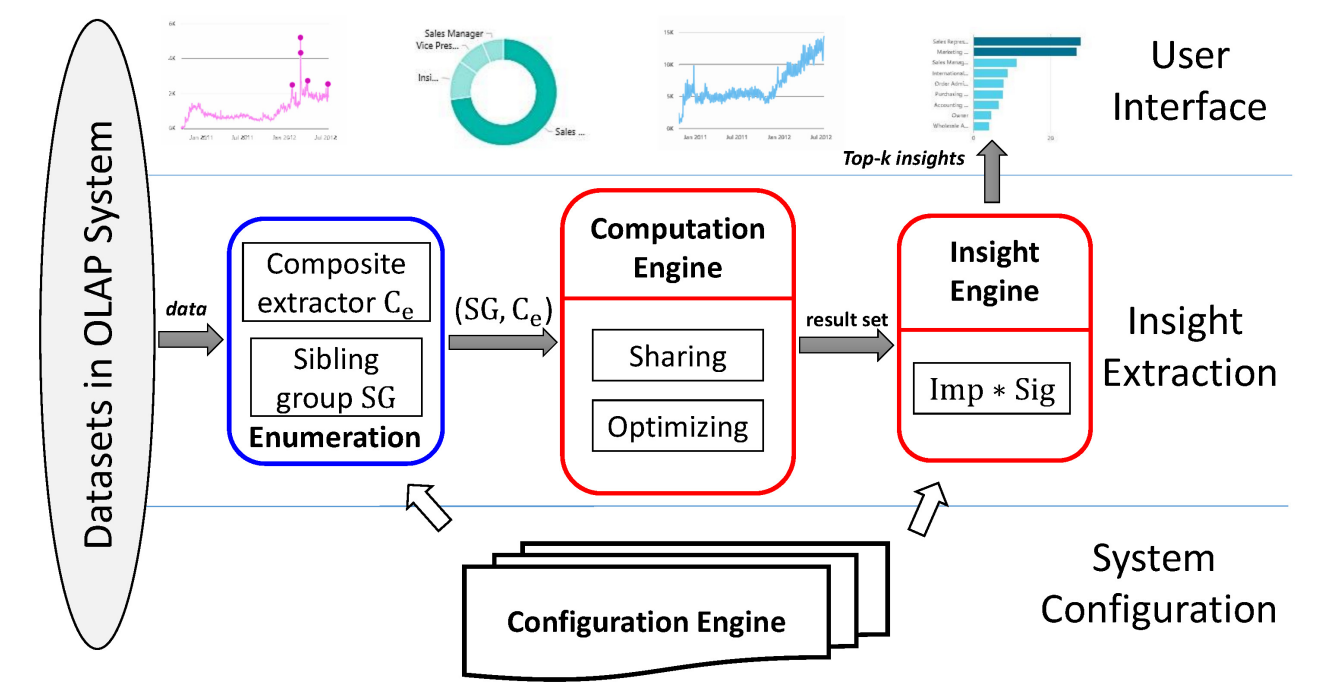 Datasets in OLAP System
6K
4K
2K
0K
Jan 2011
Jul 2011
Jan 2012
Jul 2012
Sales Manager
Vice Pres...
Insi...
Sales ...
15K
10K
5K
0K
Jan 2011
Jul 2011
Jan 2012
Jul 2012
Sales Repres...
Marketing ...
Sales Manag...
International...
Order Admi...
Purchasing ...
Accounting ...
Owner
Wholesale A...
0
20
User
Interface
Top-k insights
data
Composite
extractor Ce
Sibling
group SG
Enumeration
(SG, Ce)
Computation
Engine
Sharing
Optimizing
result set
Insight
Engine
Imp ∗ Sig
Insight
Extraction
Configuration Engine
System
Configuration